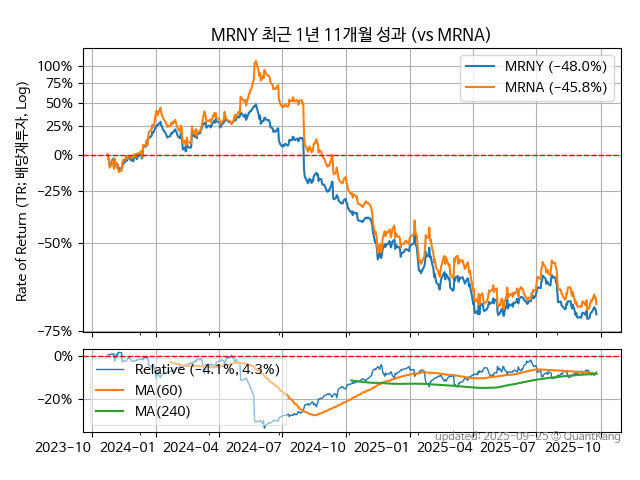 MRNY 최근 1년 11개월 성과 (vs MRNA)
Rate of Return (TR: 배당재투자, Log)
100%
75%
50%
25%
0%
−25%
−50%
−75%
MRNY (−48.0%)
MRNA (−45.8%)
0%
−20%
Relative (−4.1%, 4.3%)
MA(60)
MA(240)
updated: 2025-09-25 © QuantKang
2023-10 2024-01 2024-04 2024-07 2024-10 2025-01 2025-04 2025-07 2025-10